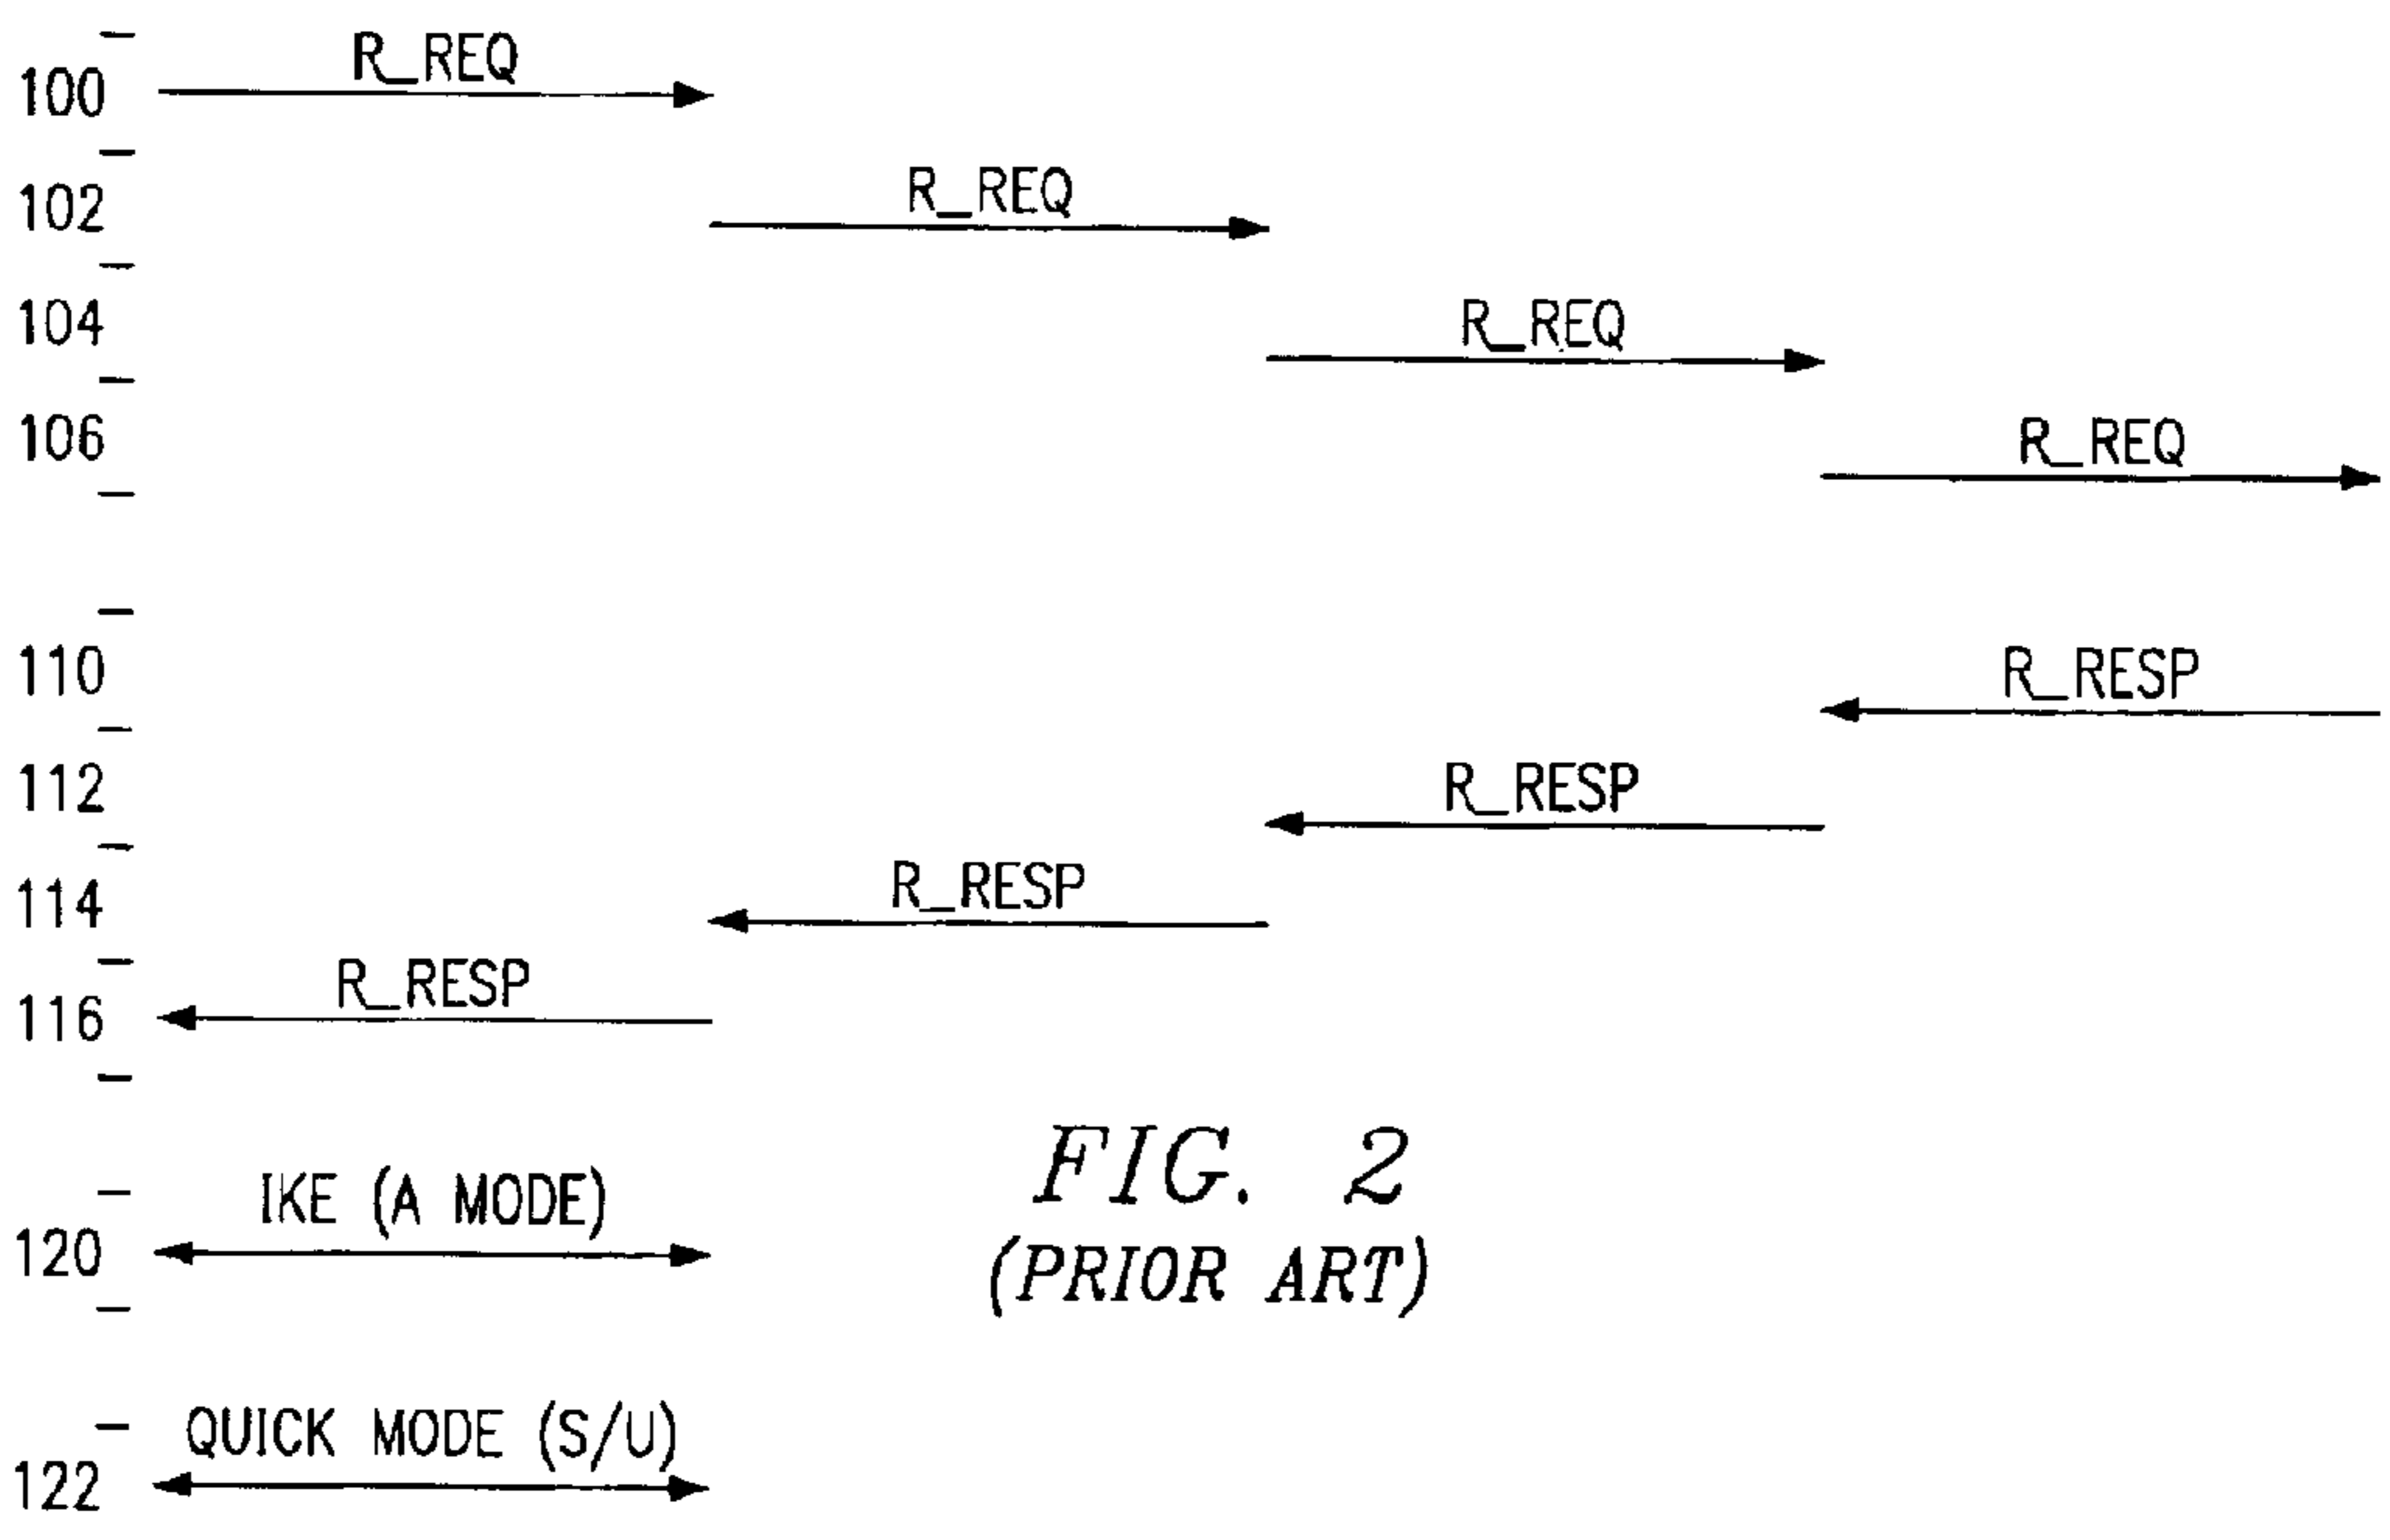 100 R_REQ
102 R_REQ
104 R_REQ
106 R_REQ
110 R_RESP
112 R_RESP
114 R_RESP
116 R_RESP
FIG. 2
(PRIOR ART)
120 IKE (A MODE)
122 QUICK MODE (S/U)